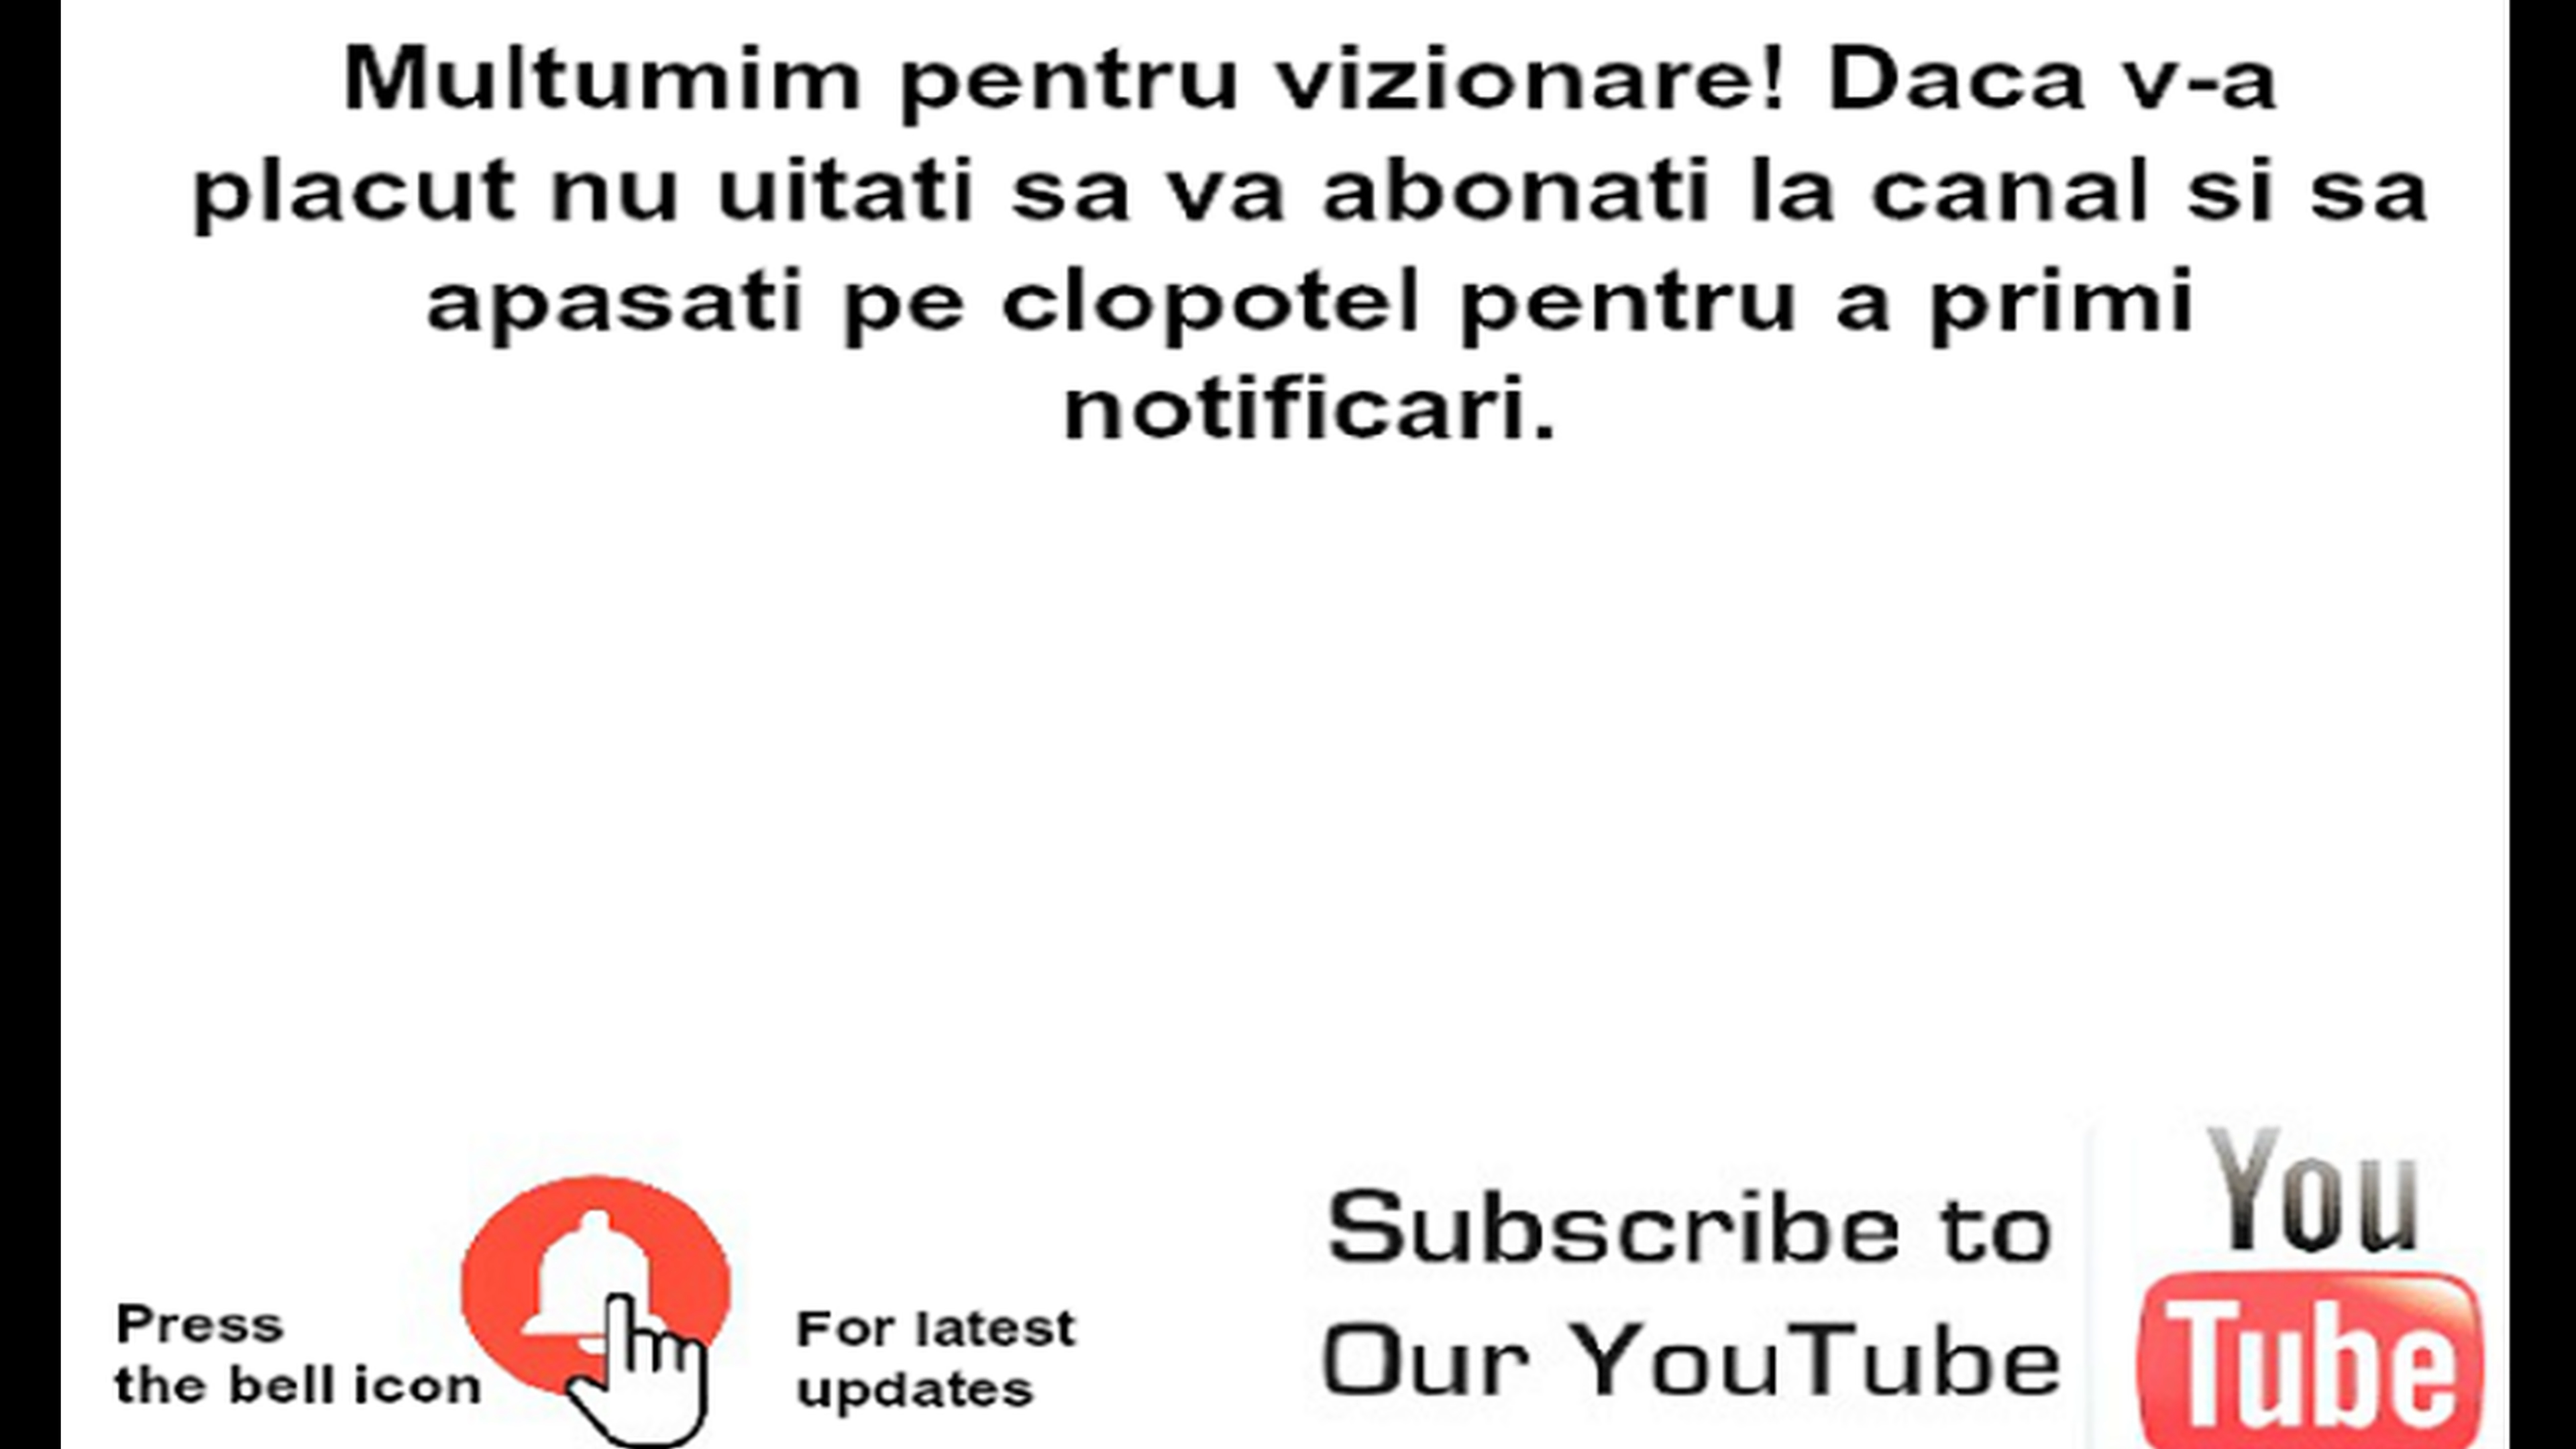 Multumim pentru vizionare! Daca v-a
placut nu uitati sa va abonati la canal si sa
apasati pe clopotel pentru a primi
notificari.
Press
the bell icon
For latest
updates
Subscribe to
Our YouTube
You
Tube